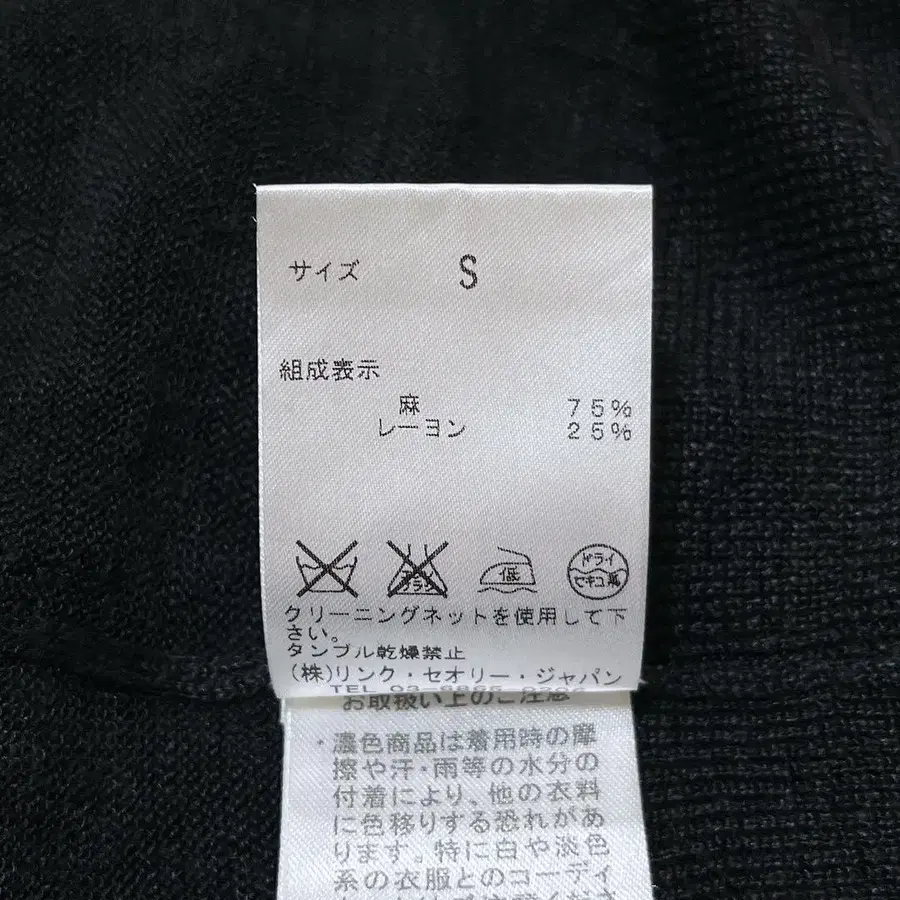 サイズ S
組成表示
麻 75%
レーヨン 25%
低
ドライ
セキユ系
クリーニングネットを使用して下
さい。
タンブル乾燥禁止
(株)リンク・セオリー・ジャパン
お取扱い上のご注意
・濃色商品は着用時の摩
擦や汗・雨等の水分の
付着により、他の衣料
に色移りする恐れがあ
ります。特に白や淡色
系の衣服とのコーディ